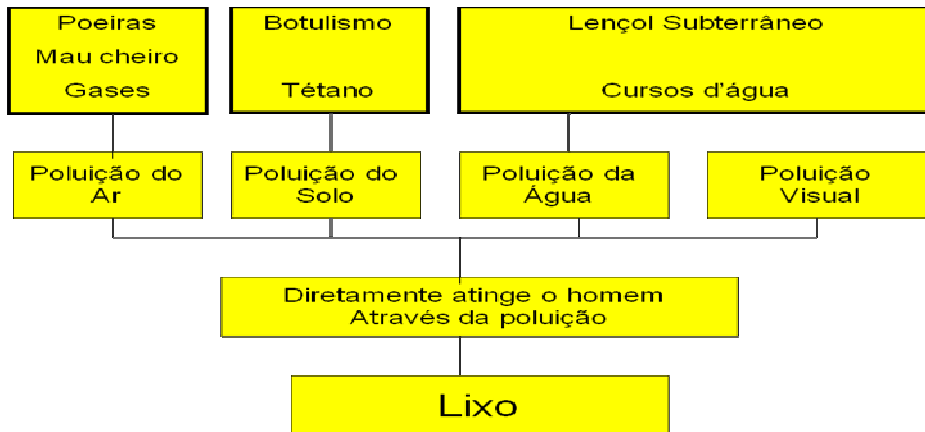 Poeiras
Mau cheiro
Gases
Botulismo
Tétano
Lençol Subterrâneo
Cursos d'água
Poluição do
Ar
Poluição do
Solo
Poluição da
Água
Poluição
Visual
Diretamente atinge o homem
Através da poluição
Lixo